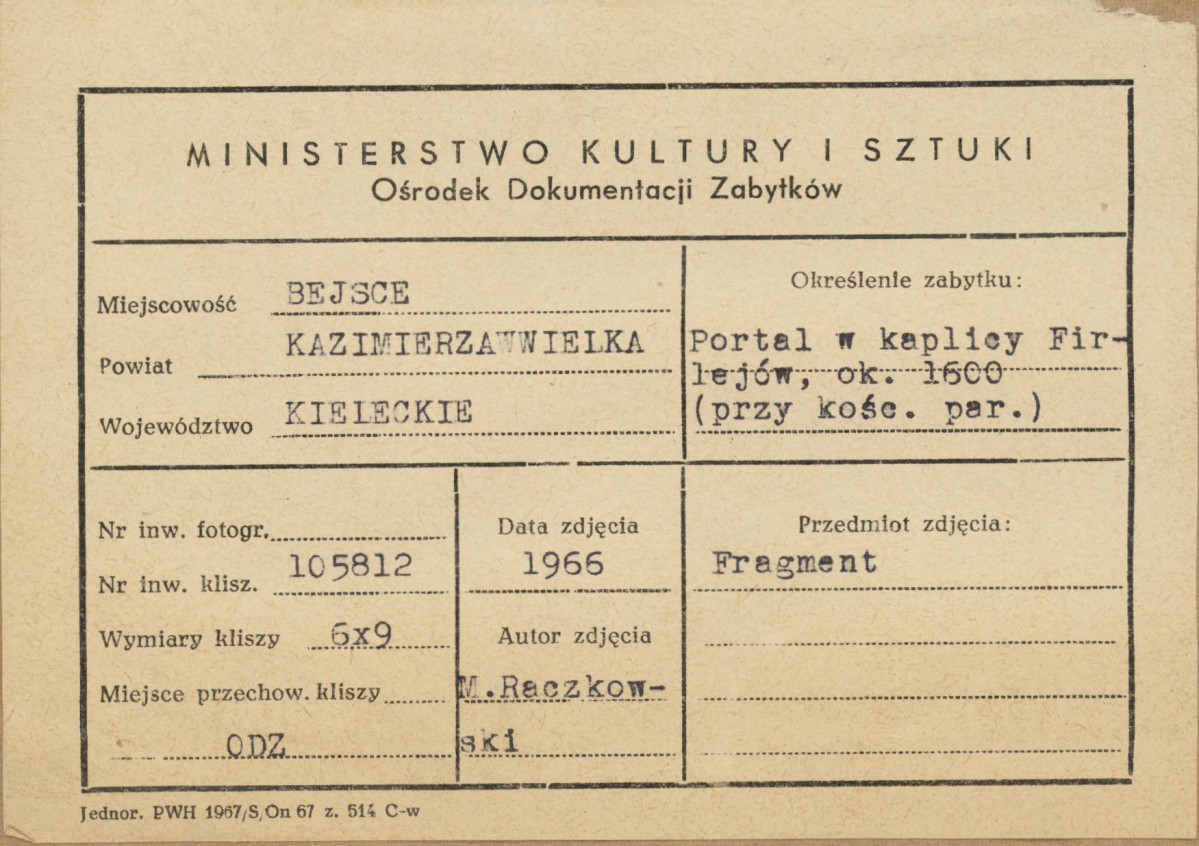 MINISTERSTWO KULTURY I SZTUKI
Ośrodek Dokumentacji Zabytków
Miejscowość BEJSCE
Powiat KAZIMIERZAWWIELKA
Województwo KIELECKIE
Określenie zabytku:
Portal w kaplicy Fir-
lejów, ok. 1600
(przy kośc. par.)
Nr inw. fotogr.
Nr inw. klisz. 105812
Wymiary kliszy 6x9
Miejsce przechow. kliszy
ODZ
Data zdjęcia
1966
Autor zdjęcia
M.Raczkow-
ski
Przedmiot zdjęcia:
Fragment
Jednor. PWH 1967/S/On 67 z. 514 C-w